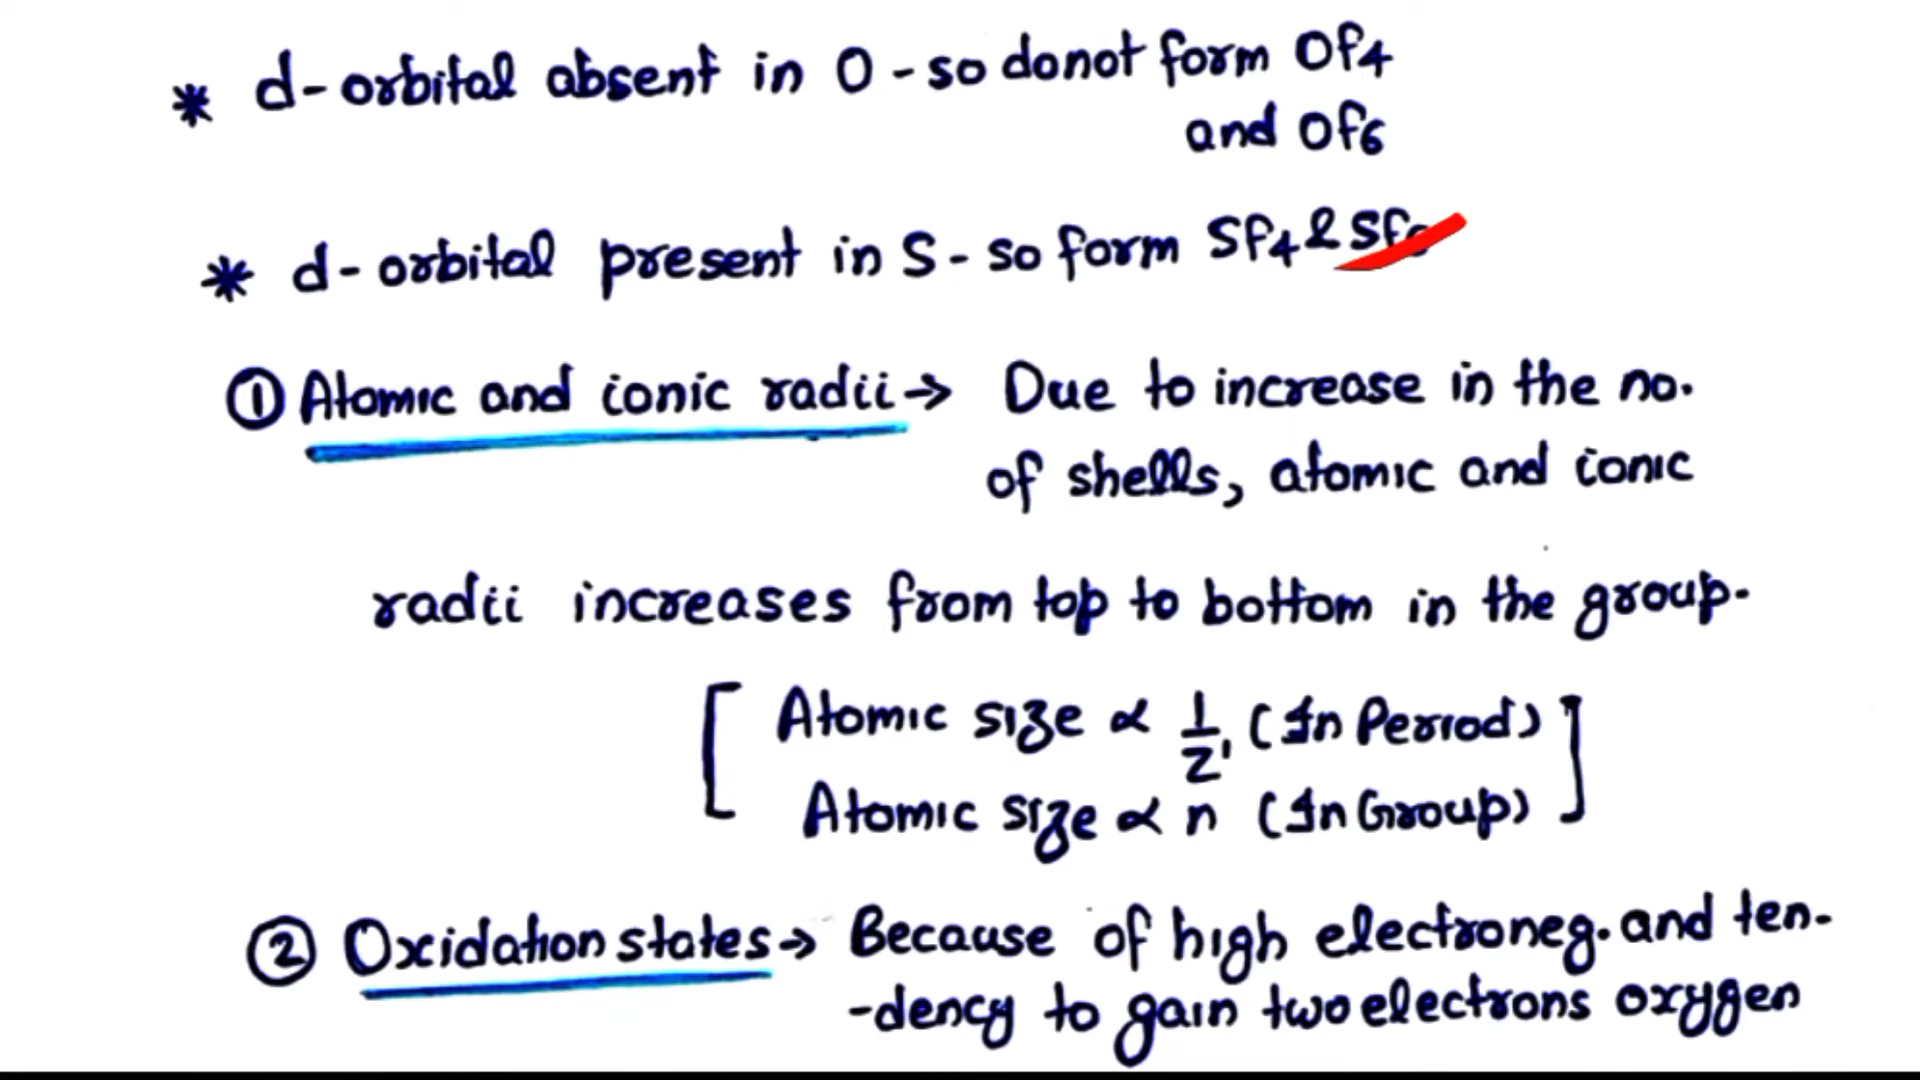 * d-orbital absent in O - so donot form Of4
and Of6
* d-orbital present in S - so form Sf4 & Sf6
① Atomic and ionic radii → Due to increase in the no.
of shells, atomic and ionic
radii increases from top to bottom in the group.
[ Atomic size ∝ 1/Z, (In Period) ]
Atomic size ∝ n (In Group)
② Oxidation states → Because of high electroneg. and ten-
-dency to gain two electrons oxygen